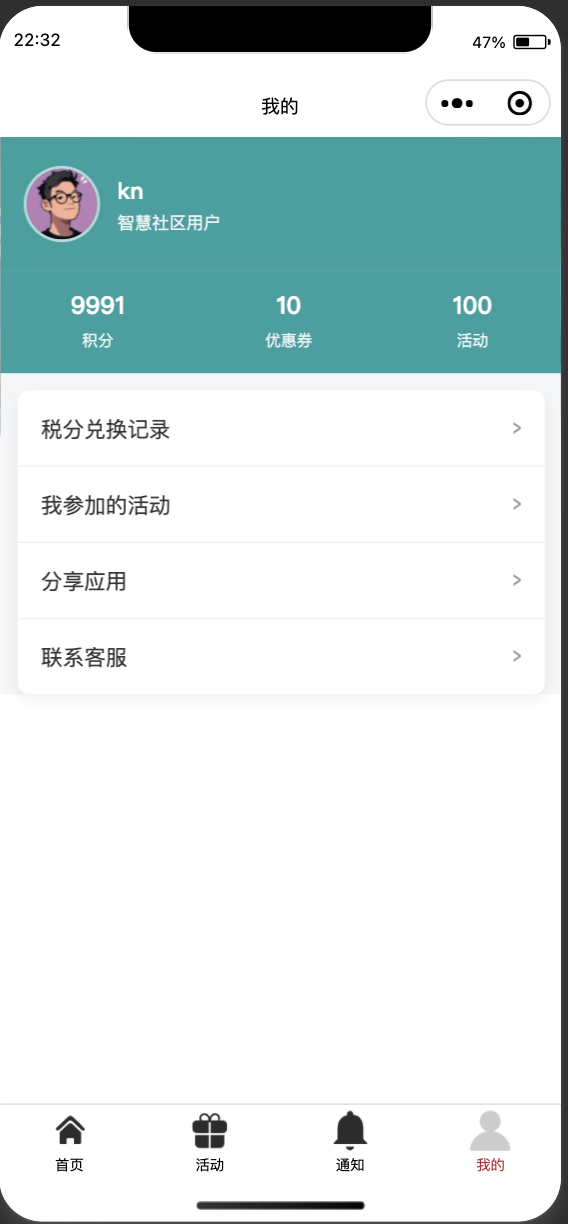 22:32
47%
我的
kn
智慧社区用户
9991
10
100
积分
优惠券
活动
税分兑换记录
我参加的活动
分享应用
联系客服
首页
活动
通知
我的